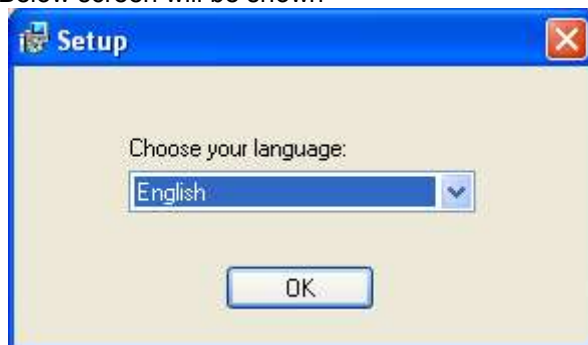 Below screen will be shown
Setup
Choose your language:
English
OK